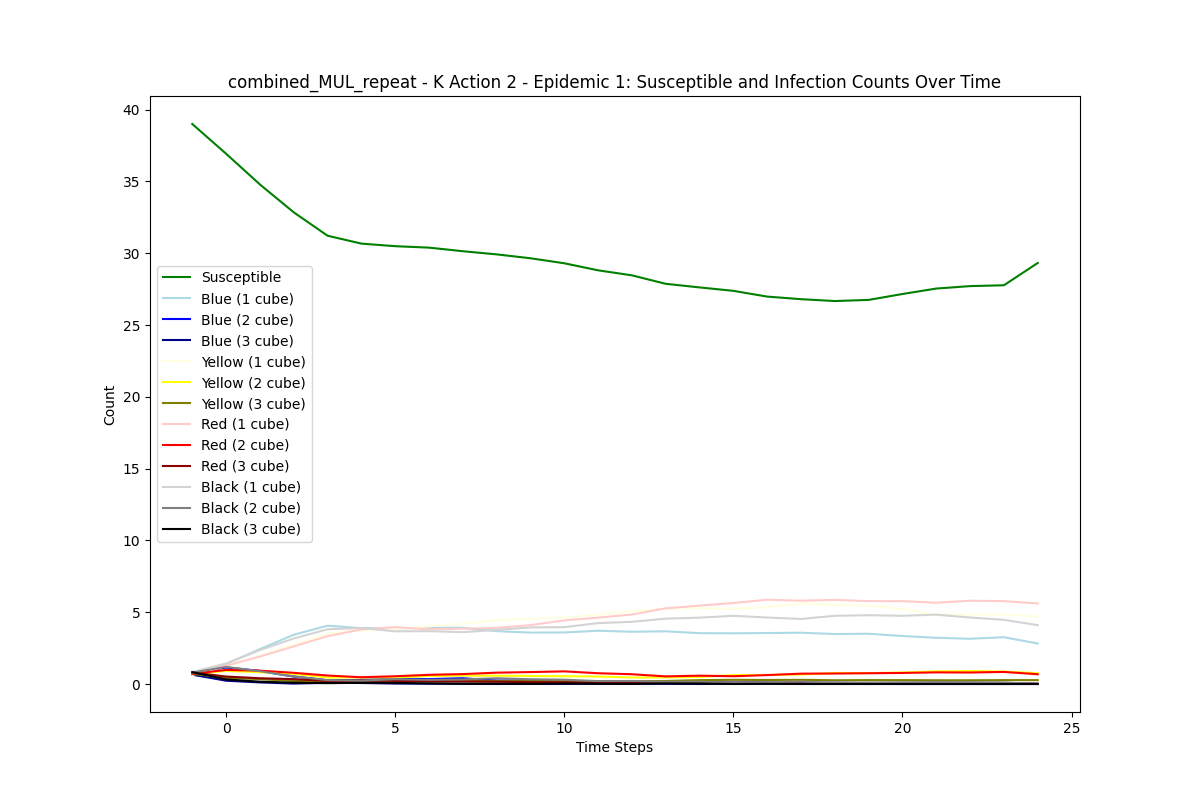 combined_MUL_repeat - K Action 2 - Epidemic 1: Susceptible and Infection Counts Over Time
40
35
30
25
20
15
10
5
0
Count
Susceptible
Blue (1 cube)
Blue (2 cube)
Blue (3 cube)
Yellow (1 cube)
Yellow (2 cube)
Yellow (3 cube)
Red (1 cube)
Red (2 cube)
Red (3 cube)
Black (1 cube)
Black (2 cube)
Black (3 cube)
0 5 10 15 20 25
Time Steps